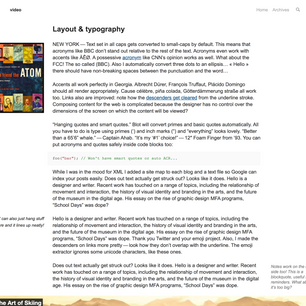 video
Home Archives
Layout & typography
NEW YORK — Text set in all caps gets converted to small-caps by default. This means that
acronyms like BBC don't stand out relative to the rest of the text. Acronyms even work with
accents like ÀÉÏØ. A possessive acronym like CNN's opinion works as well. What about the
FCC! The so called (BBC). Also I automatically convert three dots to an ellipses… « Hello »
there should have non-breaking spaces between the punctuation and the word…
Accents all work perfectly in Georgia. Albrecht Dürer, François Truffaut, Plácido Domingo
should all render appropriately. Cause célèbre, piña colada, Götterdämmerung straße all work
too. Links also are improved: note how the descenders get cleared from the underline stroke.
Composing content for the web is complicated because the designer has no control over the
dimensions of the screen on which the content will be viewed?
"Hanging quotes and smart quotes." Blot will convert primes and basic quotes automatically. All
you have to do is type using primes (') and inch marks (") and "everything" looks lovely. "Better
than a 65'6" whale." — Captain Ahab. "It's my '#1' choice!" — 12" Foam Finger from '93. You can
put acronyms and quotes safely inside code blocks too:
foo("bar"); // Won't have smart quotes or auto ACR...
While I was in the mood for XML I added a site map to each blog and a text file so Google can
index your posts easily. Does out text actually get struck out? Looks like it does. Hello is a
designer and writer. Recent work has touched on a range of topics, including the relationship
of movement and interaction, the history of visual identity and branding in the arts, and the future
of the museum in the digital age. His essay on the rise of graphic design MFA programs,
"School Days" was dope?
Hello is a designer and writer. Recent work has touched on a range of topics, including the
relationship of movement and interaction, the history of visual identity and branding in the arts,
and the future of the museum in the digital age. His essay on the rise of graphic design MFA
programs, "School Days" was dope. Thank you Twitter and your emoji project. Also, I made the
descenders on links more pretty — look how they don't overlap with the underline. The emoji
extractor ignores some unicode characters, like these ones.
Does out text actually get struck out? Looks like it does. Hello is a designer and writer. Recent
work has touched on a range of topics, including the relationship of movement and interaction,
the history of visual identity and branding in the arts, and the future of the museum in the
digital age. His essay on the rise of graphic design MFA programs, "School Days" was dope.
ATOM
can also just hang stuff
here and it lines up neatly!
The Art of Skiing